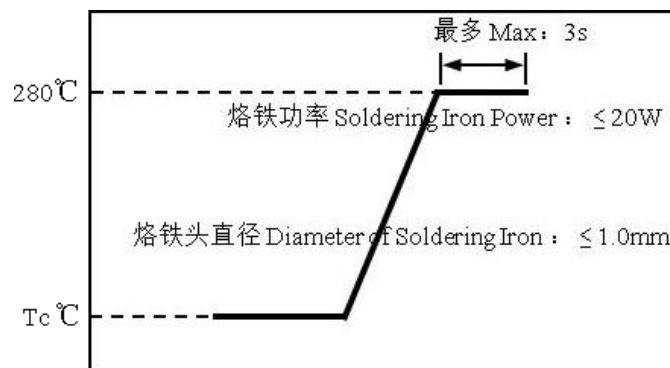 最多 Max：3s
280℃
烙铁功率 Soldering Iron Power： ≤20W
烙铁头直径 Diameter of Soldering Iron： ≤1.0mm
Tc℃